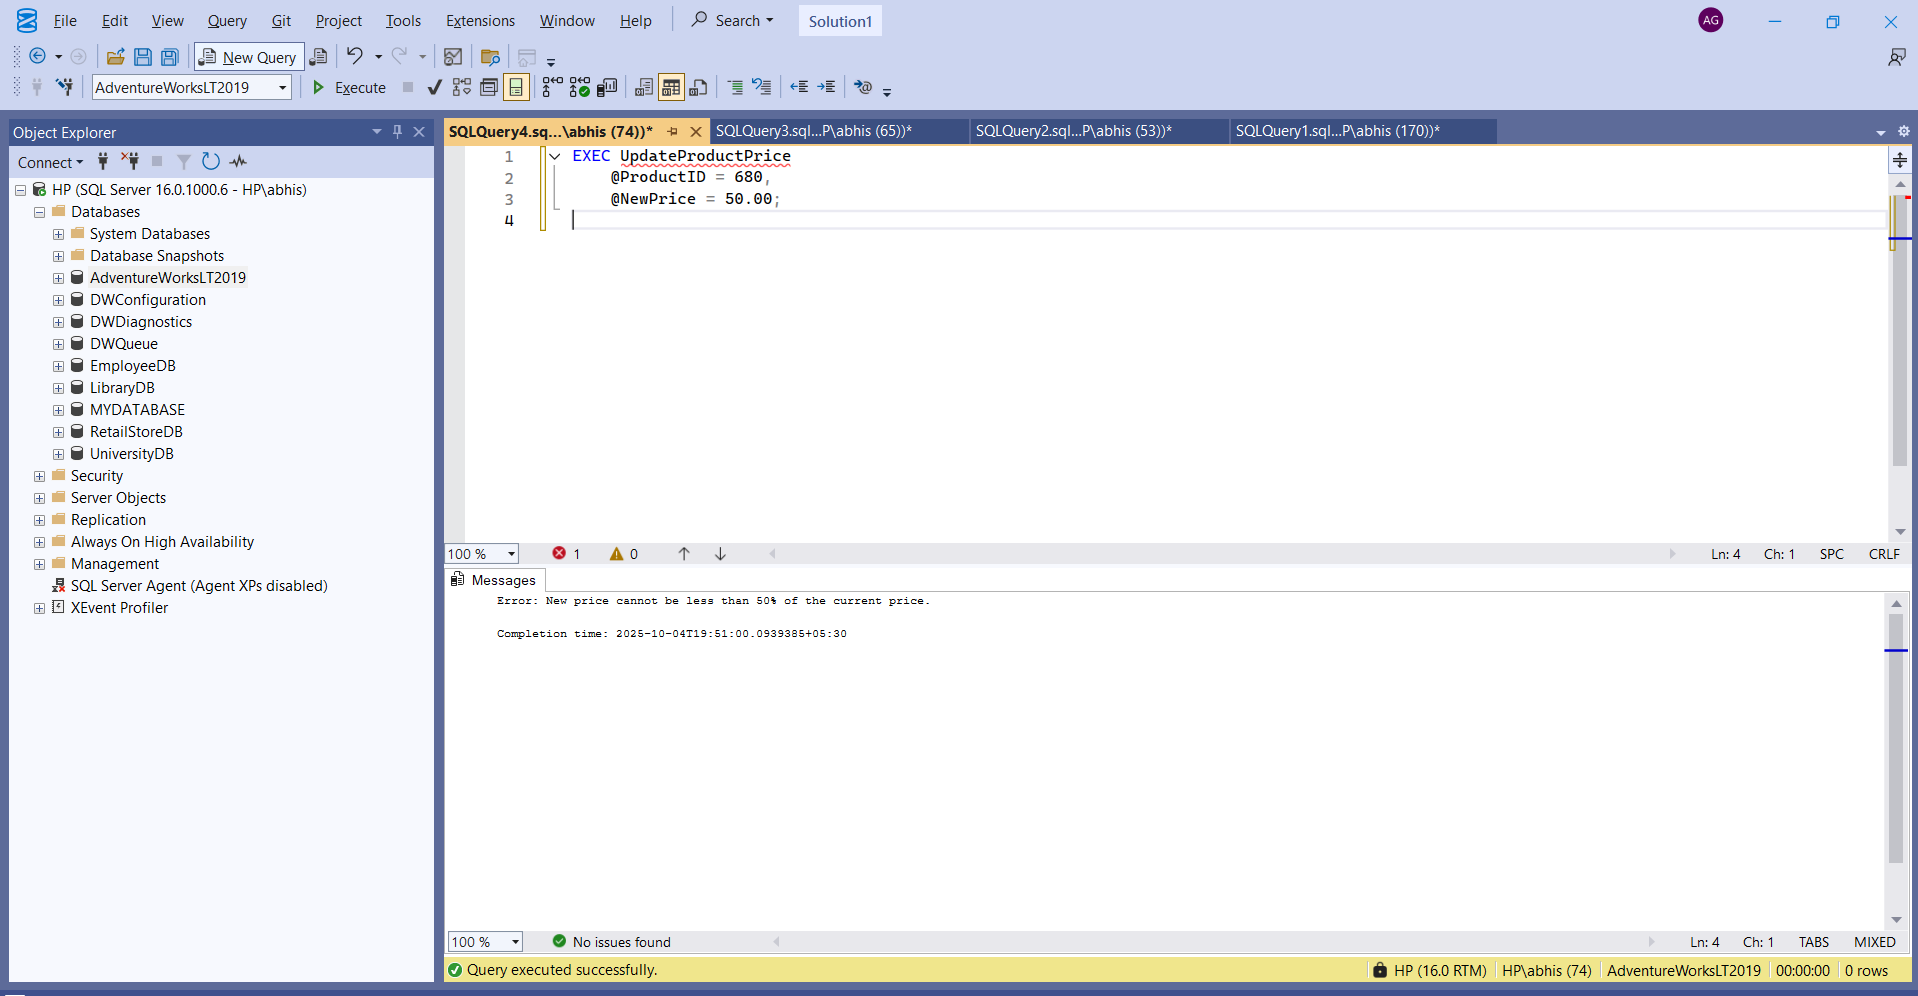 File Edit View Query Git Project Tools Extensions Window Help Search Solution1 AG
New Query
AdventureWorksLT2019 Execute
Object Explorer
Connect
HP (SQL Server 16.0.1000.6 - HP\abhis)
Databases
System Databases
Database Snapshots
AdventureWorksLT2019
DWConfiguration
DWDiagnostics
DWQueue
EmployeeDB
LibraryDB
MYDATABASE
RetailStoreDB
UniversityDB
Security
Server Objects
Replication
Always On High Availability
Management
SQL Server Agent (Agent XPs disabled)
XEvent Profiler
SQLQuery4.sq...\abhis (74))* SQLQuery3.sql...P\abhis (65))* SQLQuery2.sql...P\abhis (53))* SQLQuery1.sql...P\abhis (170))*
1 EXEC UpdateProductPrice
2 @ProductID = 680,
3 @NewPrice = 50.00;
4
100 % 1 0 Ln: 4 Ch: 1 SPC CRLF
Messages
Error: New price cannot be less than 50% of the current price.
Completion time: 2025-10-04T19:51:00.0939385+05:30
100 % No issues found Ln: 4 Ch: 1 TABS MIXED
Query executed successfully. HP (16.0 RTM) HP\abhis (74) AdventureWorksLT2019 00:00:00 0 rows